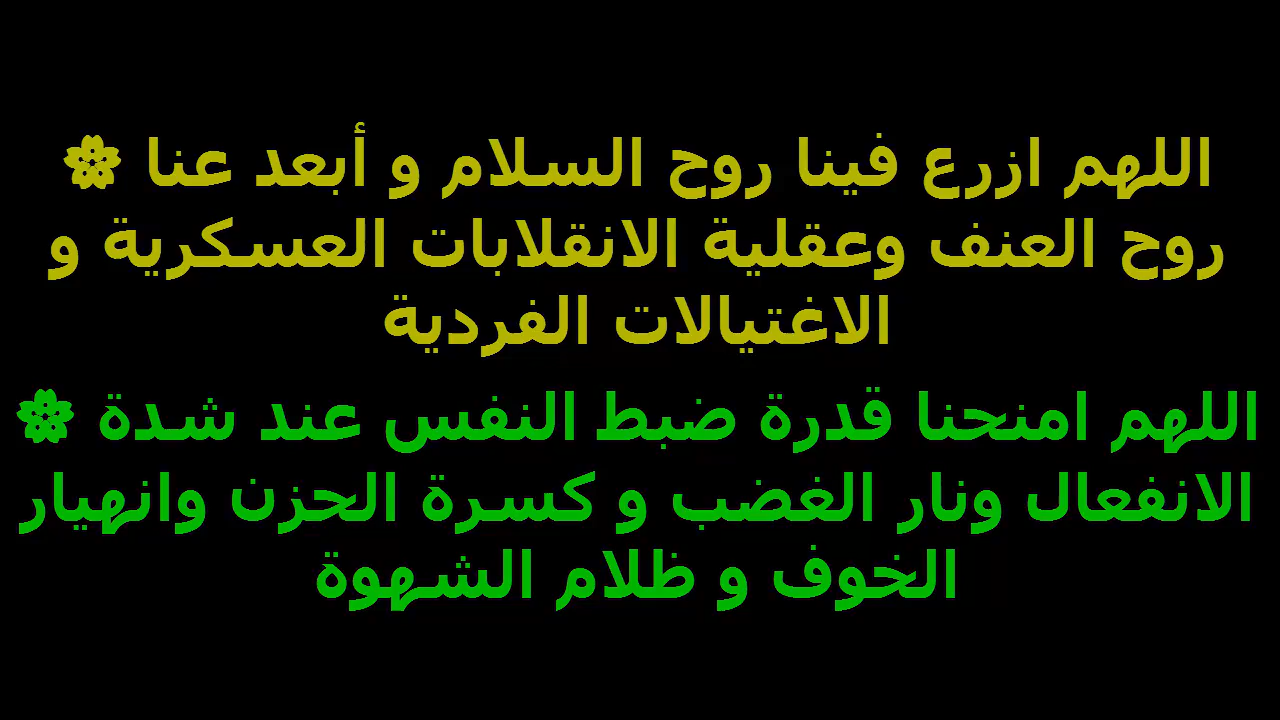 اللهم ازرع فينا روح السلام و أبعد عنا ❀
روح العنف وعقلية الانقلابات العسكرية و
الاغتيالات الفردية
اللهم امنحنا قدرة ضبط النفس عند شدة ❀
الانفعال ونار الغضب و كسرة الحزن وانهيار
الخوف و ظلام الشهوة